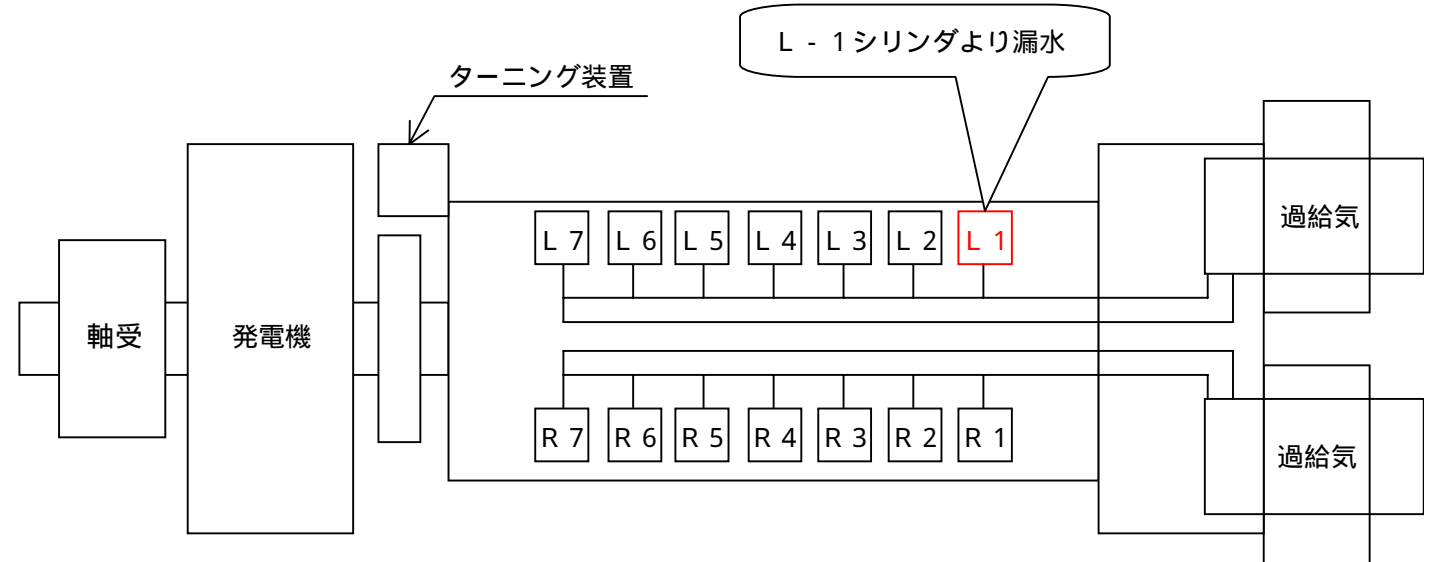 L - 1シリンダより漏水
ターニング装置
L 7 L 6 L 5 L 4 L 3 L 2 L 1
過給気
軸受
発電機
R 7 R 6 R 5 R 4 R 3 R 2 R 1
過給気